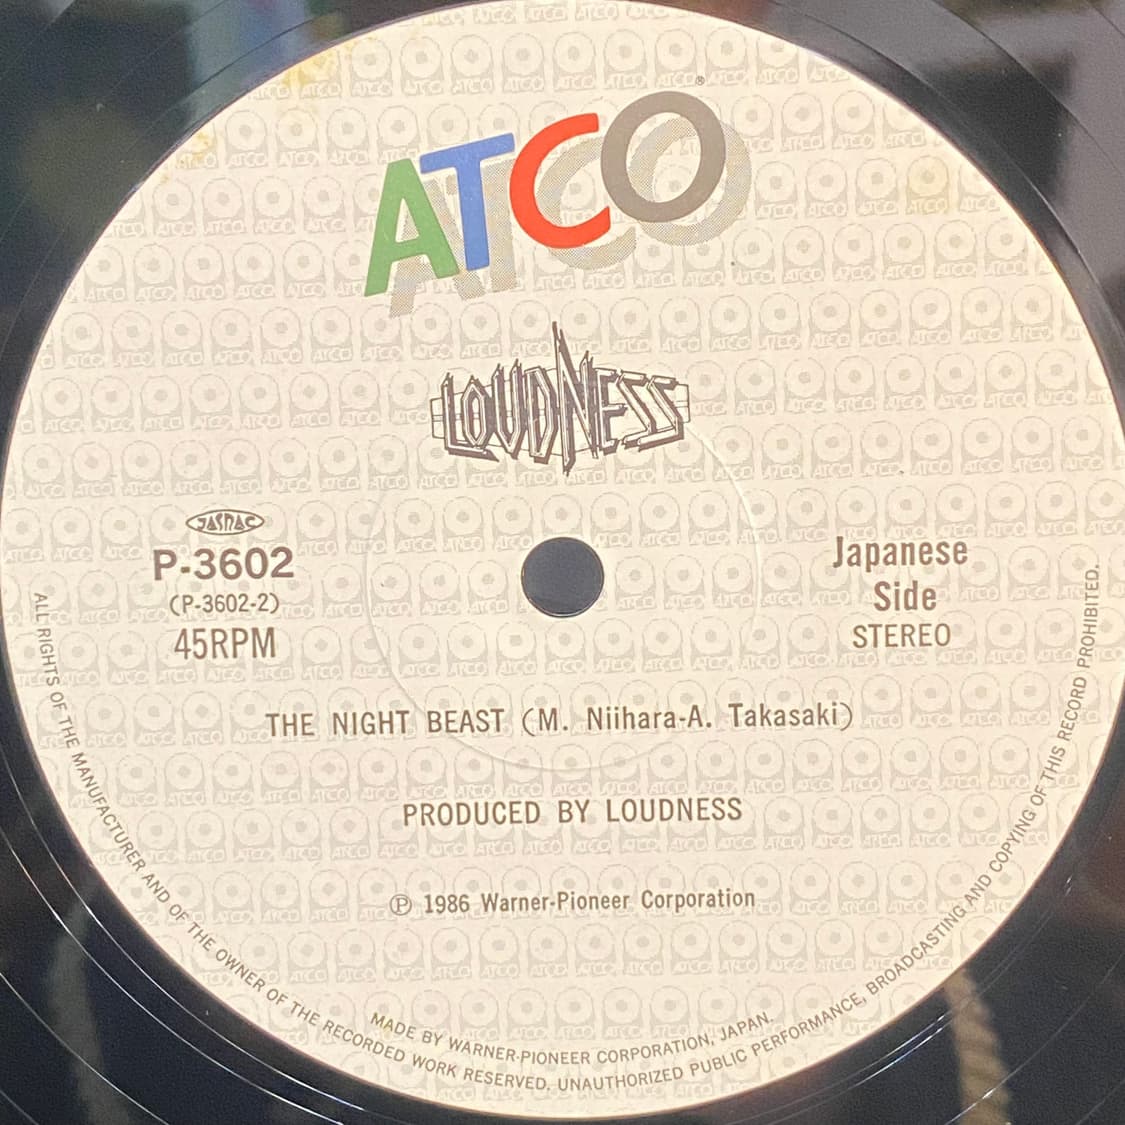 ATCO®
LOUDNESS
JASRAC
P-3602
(P-3602-2)
45RPM
Japanese
Side
STEREO
THE NIGHT BEAST (M. Niihara-A. Takasaki)
PRODUCED BY LOUDNESS
Ⓟ 1986 Warner-Pioneer Corporation
MADE BY WARNER-PIONEER CORPORATION, JAPAN.
ALL RIGHTS OF THE MANUFACTURER AND OF THE OWNER OF THE RECORDED WORK RESERVED. UNAUTHORIZED PUBLIC PERFORMANCE, BROADCASTING AND COPYING OF THIS RECORD PROHIBITED.